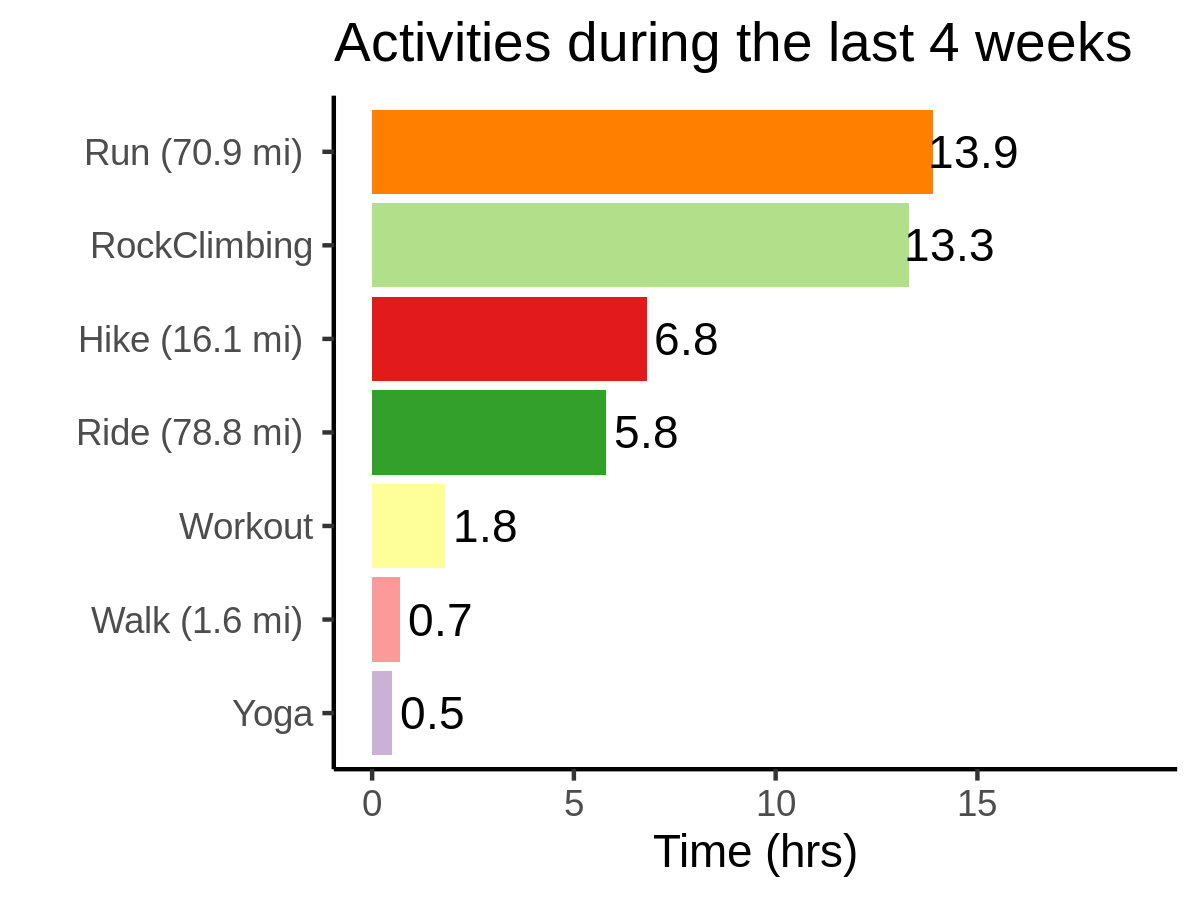 Activities during the last 4 weeks
Run (70.9 mi) 13.9
RockClimbing 13.3
Hike (16.1 mi) 6.8
Ride (78.8 mi) 5.8
Workout 1.8
Walk (1.6 mi) 0.7
Yoga 0.5
0 5 10 15
Time (hrs)